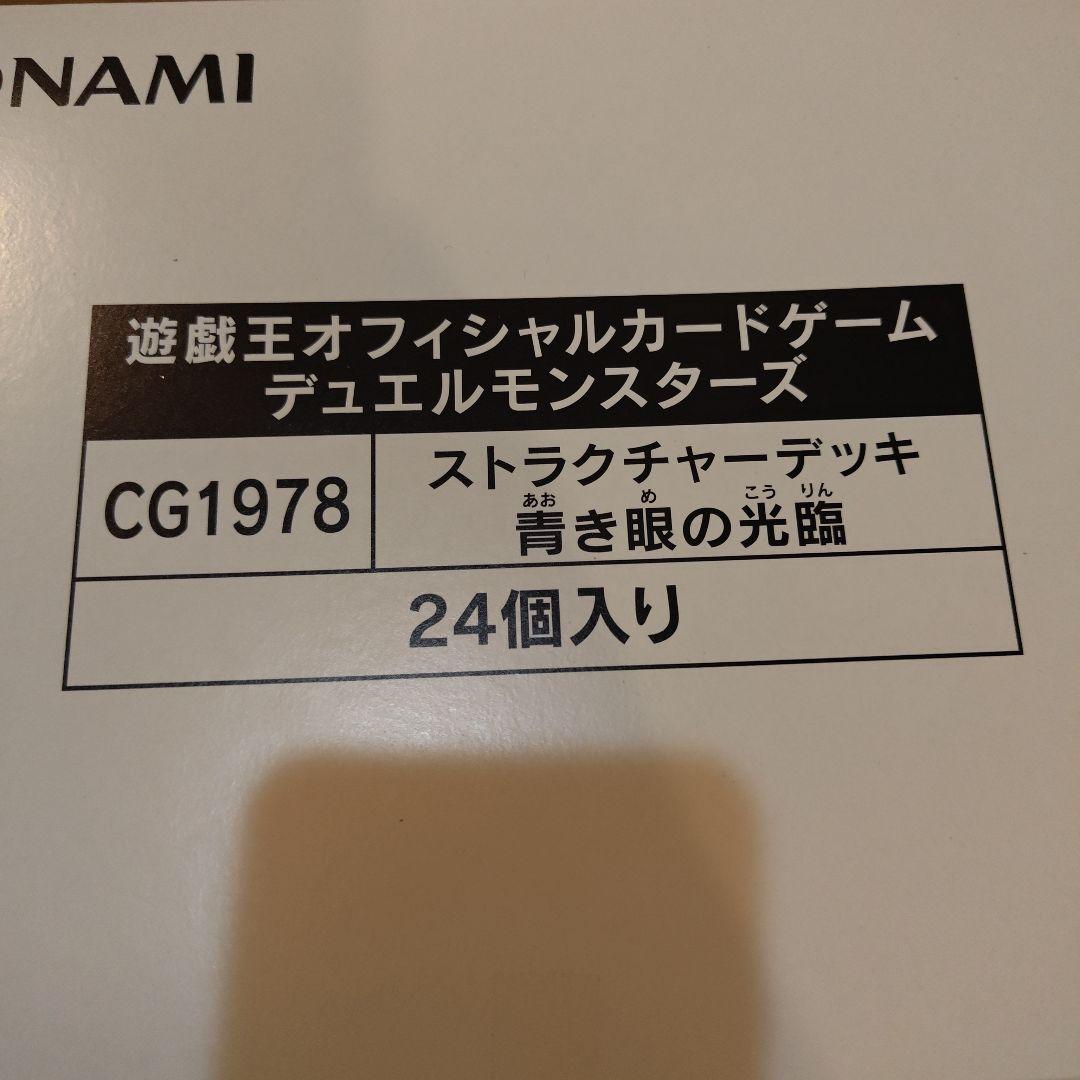 ONAMI
遊戯王オフィシャルカードゲーム
デュエルモンスターズ
CG1978
ストラクチャーデッキ
青き眼の光臨
あお め こう りん
24個入り